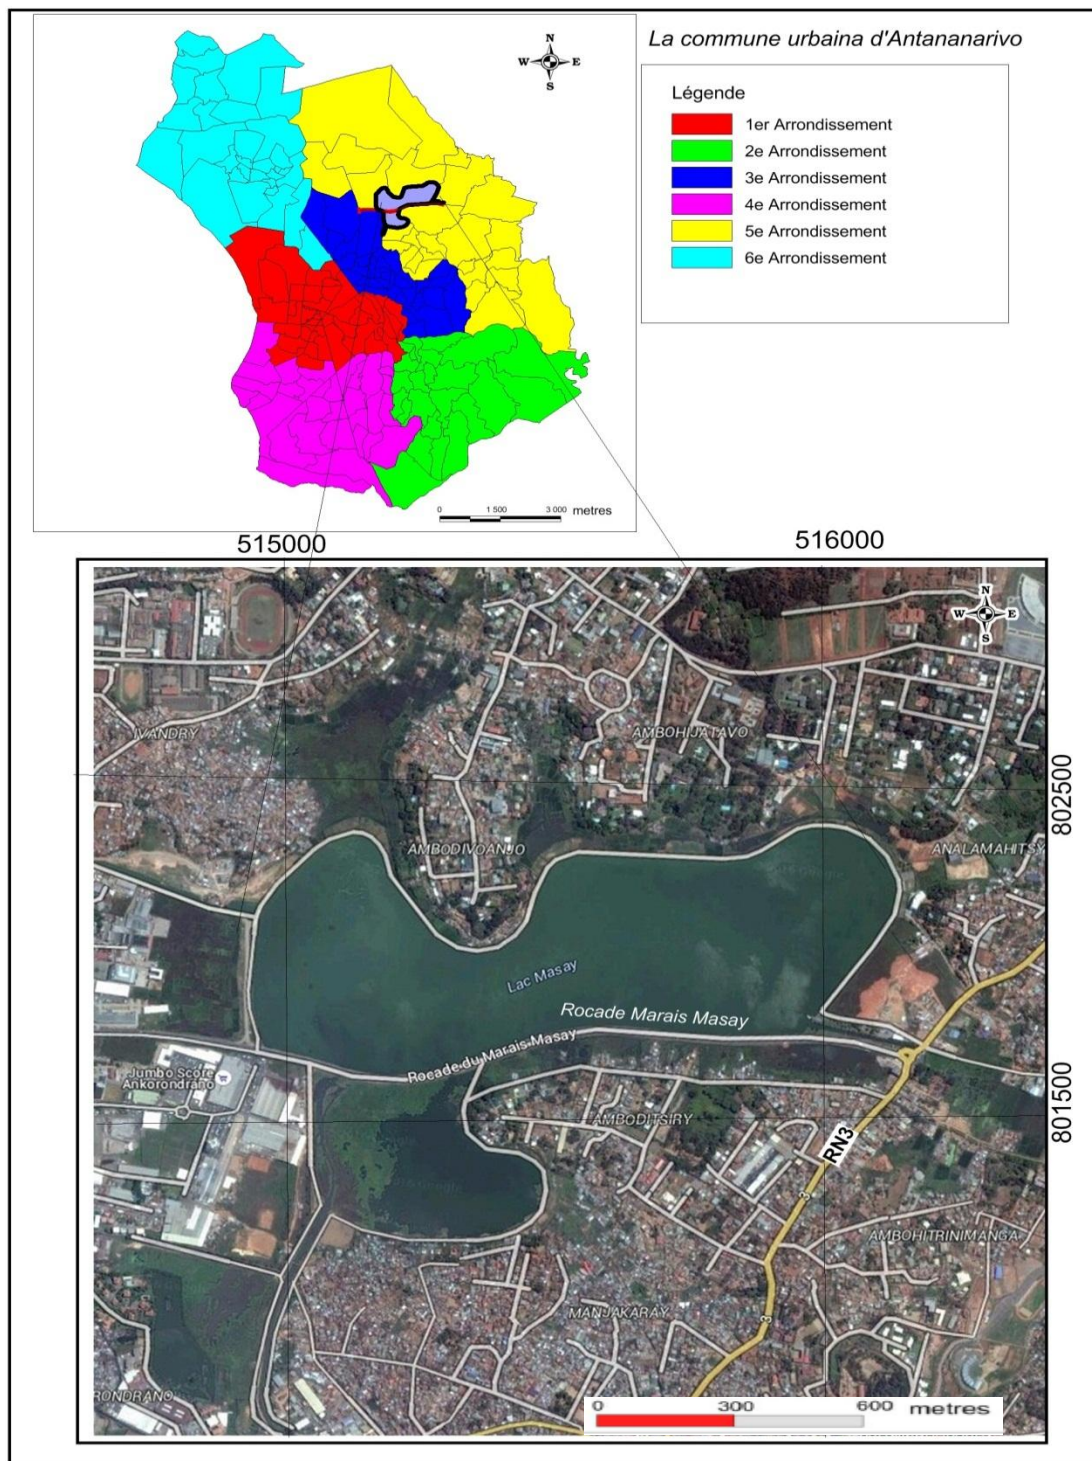 La commune urbaina d'Antananarivo
N
W E
S
Légende
1er Arrondissement
2e Arrondissement
3e Arrondissement
4e Arrondissement
5e Arrondissement
6e Arrondissement
0 1 500 3 000 metres
515000 516000
N
W E
S
IVANDRY
AMBOHIJATAVO
802500
AMBODIVOANJO
ANALAMAHITSY
Lac Masay
Rocade Marais Masay
Rocade du Marais Masay
Jumbo Score
Ankorondrano
AMBODITSIRY
801500
RN3
3
AMBOHITRINIMANGA
MANJAKARAY
3
RONDRANO
0 300 600 metres